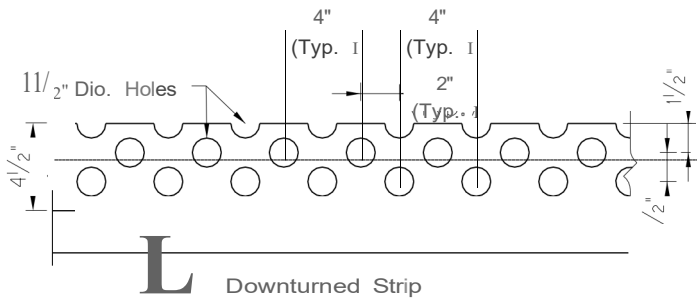 4" 4"
(Typ. I (Typ. I
11/2" Dio. Holes
2"
(Typ.
1½"
4½"
/2"
L Downturned Strip